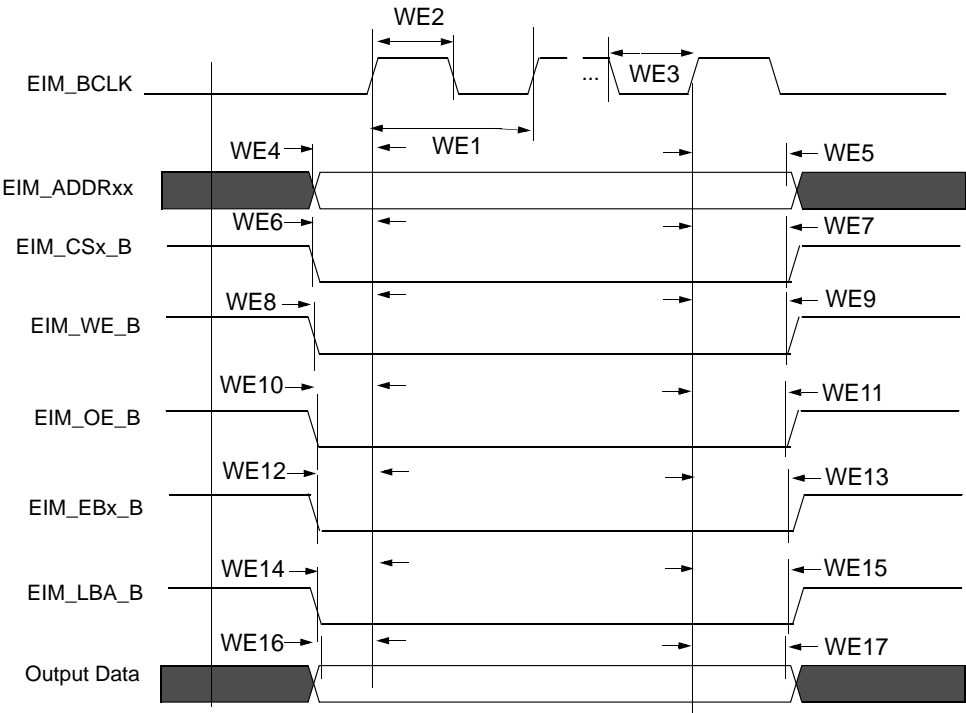 WE2
EIM_BCLK
...
WE3
WE1
WE4
WE5
EIM_ADDRxx
WE6
WE7
EIM_CSx_B
WE8
WE9
EIM_WE_B
WE10
WE11
EIM_OE_B
WE12
WE13
EIM_EBx_B
WE14
WE15
EIM_LBA_B
WE16
WE17
Output Data